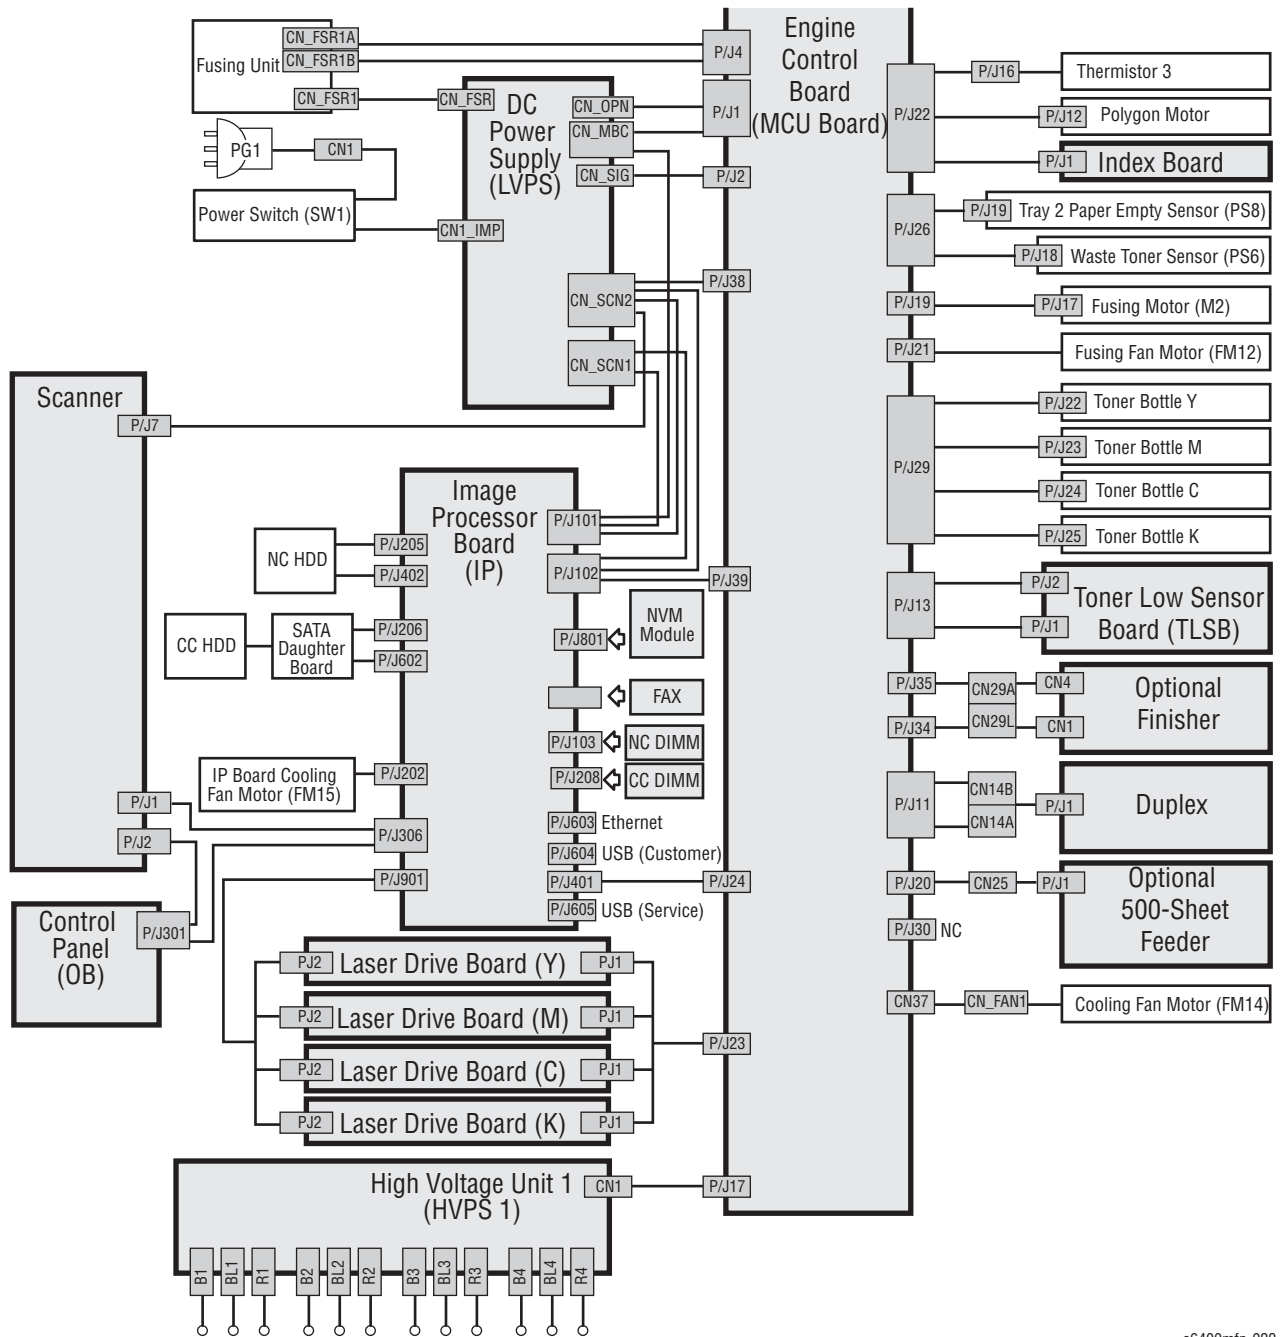 Engine
Control
Board
(MCU Board)
CN_FSR1A
CN_FSR1B
Fusing Unit
CN_FSR1
CN_FSR
PG1
CN1
Power Switch (SW1)
CN1_IMP
DC
Power
Supply
(LVPS)
CN_OPN
CN_MBC
CN_SIG
CN_SCN2
CN_SCN1
P/J4
P/J1
P/J2
P/J38
P/J39
P/J24
P/J23
P/J17
P/J22
P/J16
Thermistor 3
P/J12
Polygon Motor
P/J1
Index Board
P/J26
P/J19
Tray 2 Paper Empty Sensor (PS8)
P/J18
Waste Toner Sensor (PS6)
P/J19
P/J17
Fusing Motor (M2)
P/J21
Fusing Fan Motor (FM12)
P/J29
P/J22
Toner Bottle Y
P/J23
Toner Bottle M
P/J24
Toner Bottle C
P/J25
Toner Bottle K
P/J13
P/J2
P/J1
Toner Low Sensor
Board (TLSB)
P/J35
CN29A
CN4
P/J34
CN29L
CN1
Optional
Finisher
P/J11
CN14B
CN14A
P/J1
Duplex
P/J20
CN25
P/J1
Optional
500-Sheet
Feeder
P/J30
NC
CN37
CN_FAN1
Cooling Fan Motor (FM14)
Scanner
P/J7
P/J1
P/J2
Control
Panel
(OB)
P/J301
Image
Processor
Board
(IP)
P/J101
P/J102
NC HDD
P/J205
P/J402
CC HDD
SATA
Daughter
Board
P/J206
P/J602
IP Board Cooling
Fan Motor (FM15)
P/J202
P/J306
P/J901
P/J801
NVM
Module
FAX
P/J103
NC DIMM
P/J208
CC DIMM
P/J603
Ethernet
P/J604
USB (Customer)
P/J401
P/J605
USB (Service)
PJ2
Laser Drive Board (Y)
PJ1
PJ2
Laser Drive Board (M)
PJ1
PJ2
Laser Drive Board (C)
PJ1
PJ2
Laser Drive Board (K)
PJ1
High Voltage Unit 1
(HVPS 1)
CN1
B1
BL1
R1
B2
BL2
R2
B3
BL3
R3
B4
BL4
R4